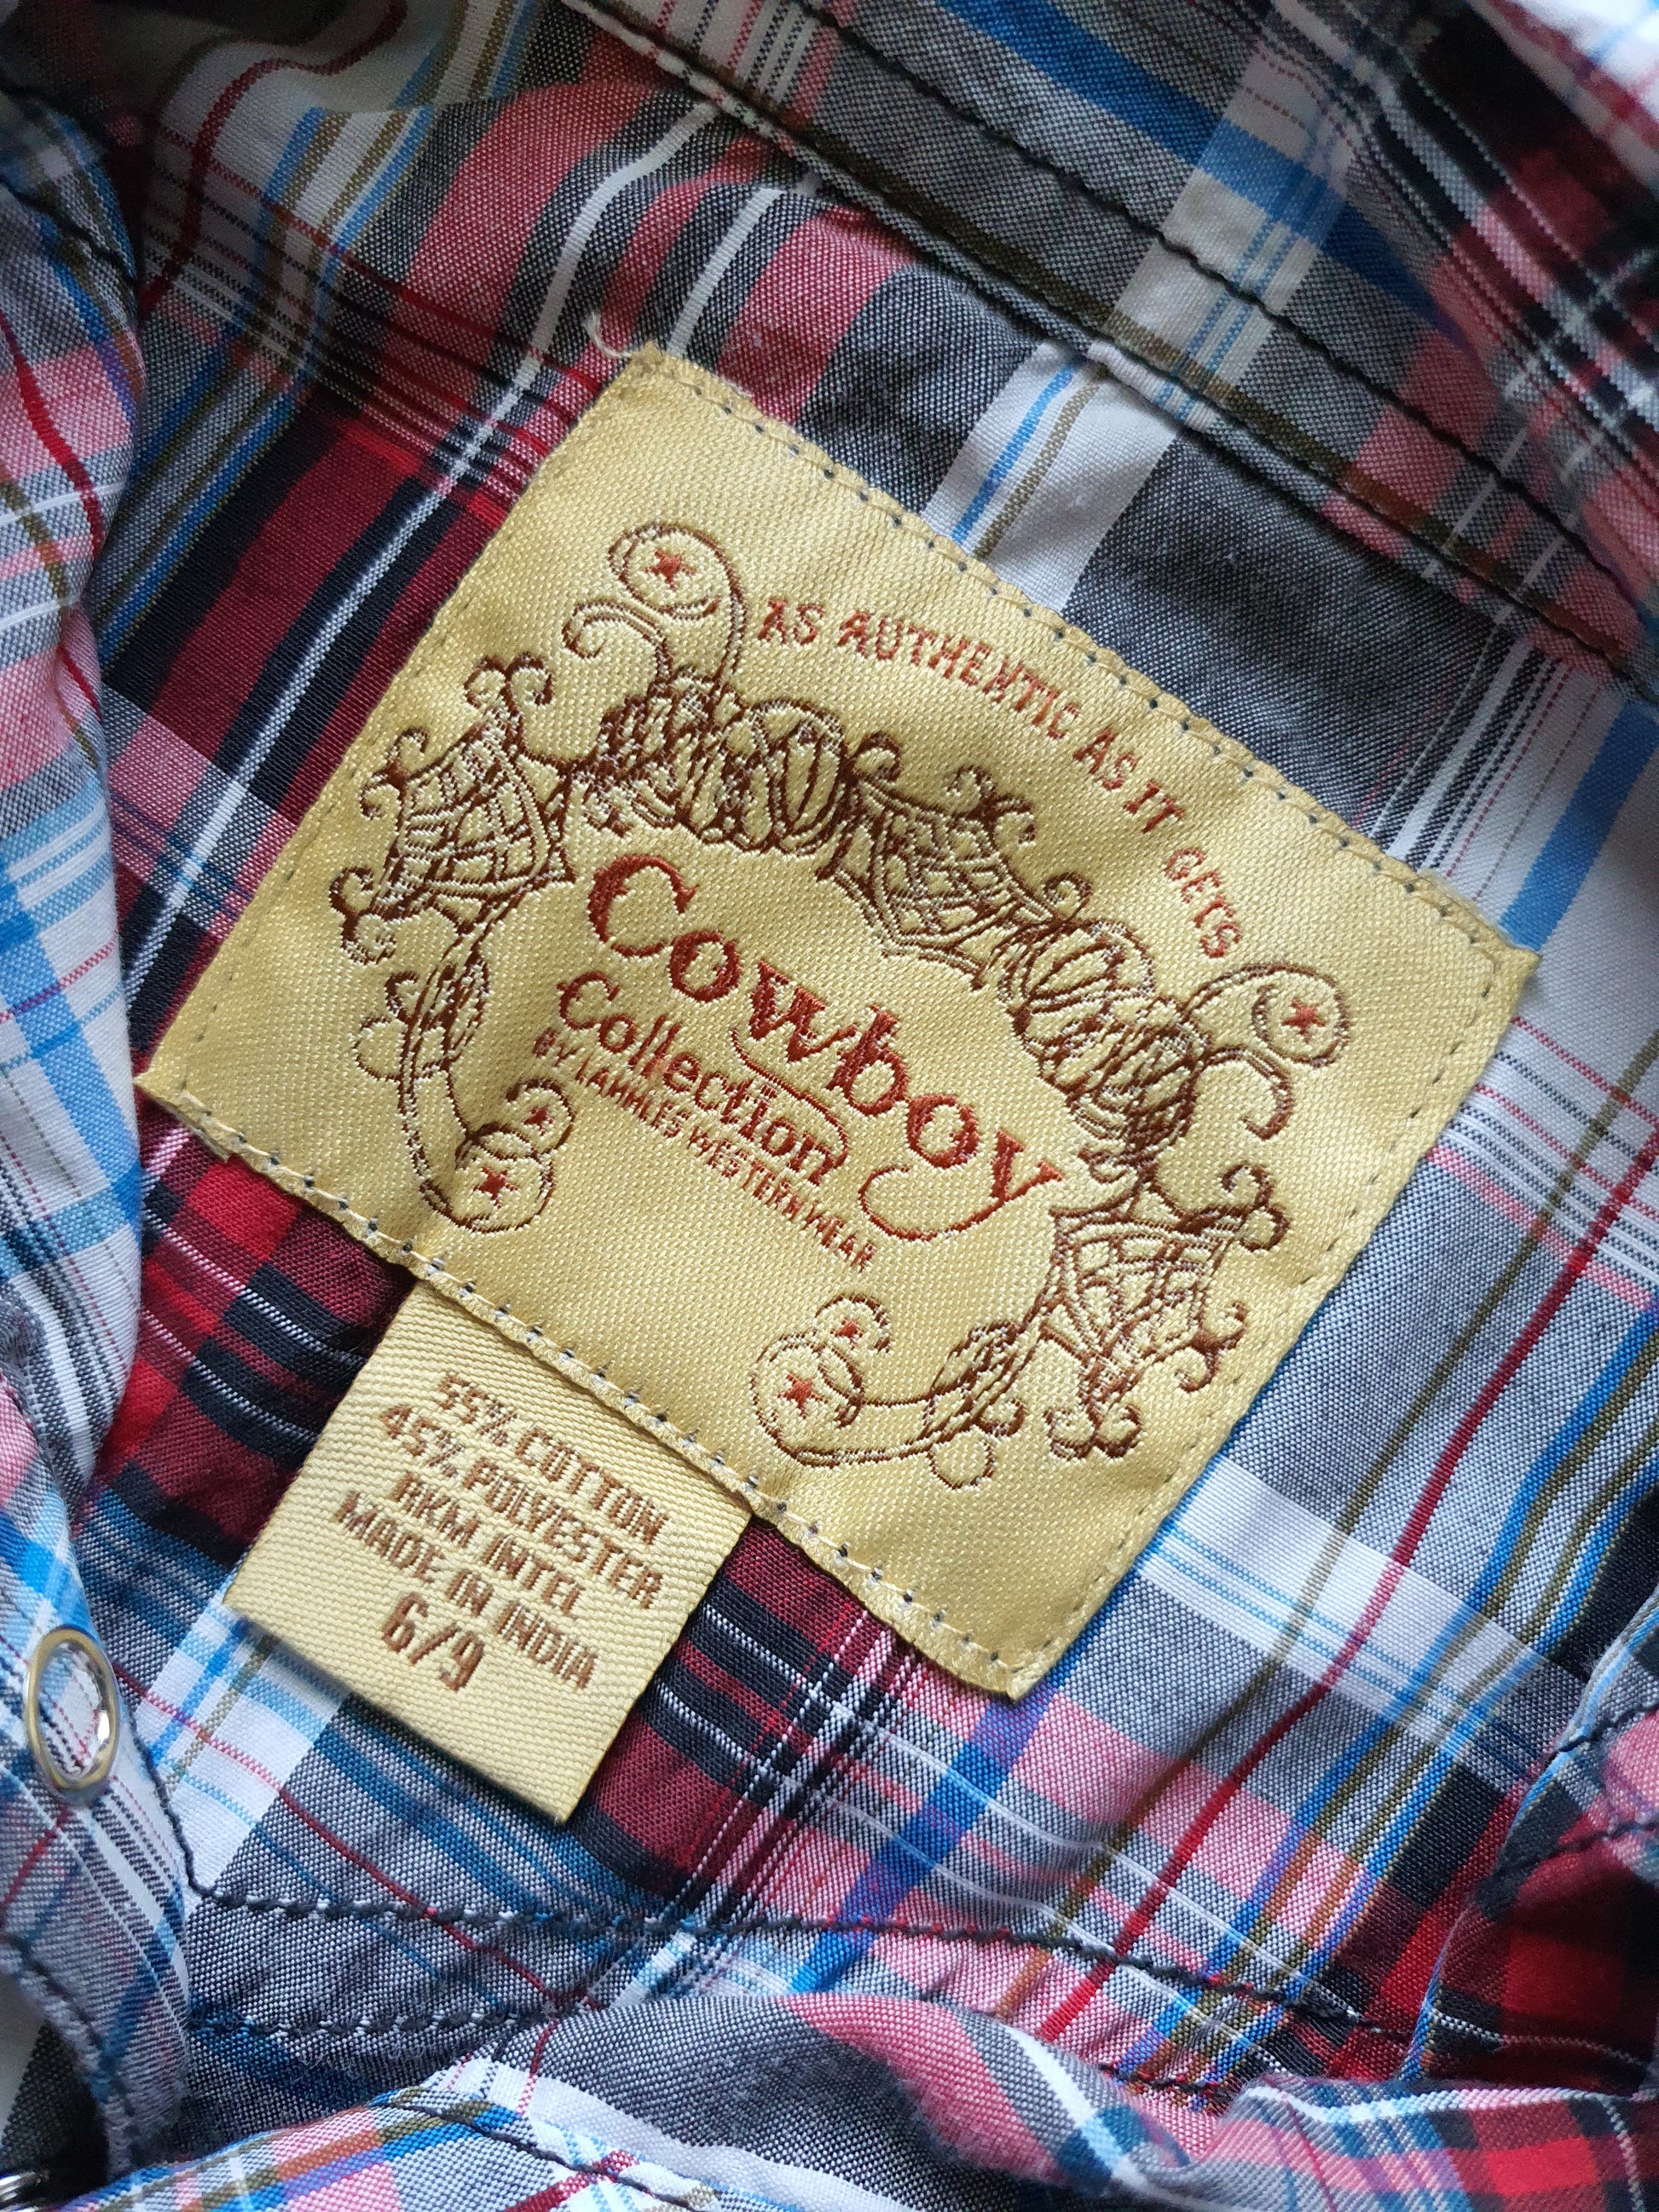 AS AUTHENTIC AS IT GETS
Cowboy
Collection
BY LAMMLES WESTERN WEAR
55% COTTON
45% POLYESTER
RKM INTEL
MADE IN INDIA
6/9